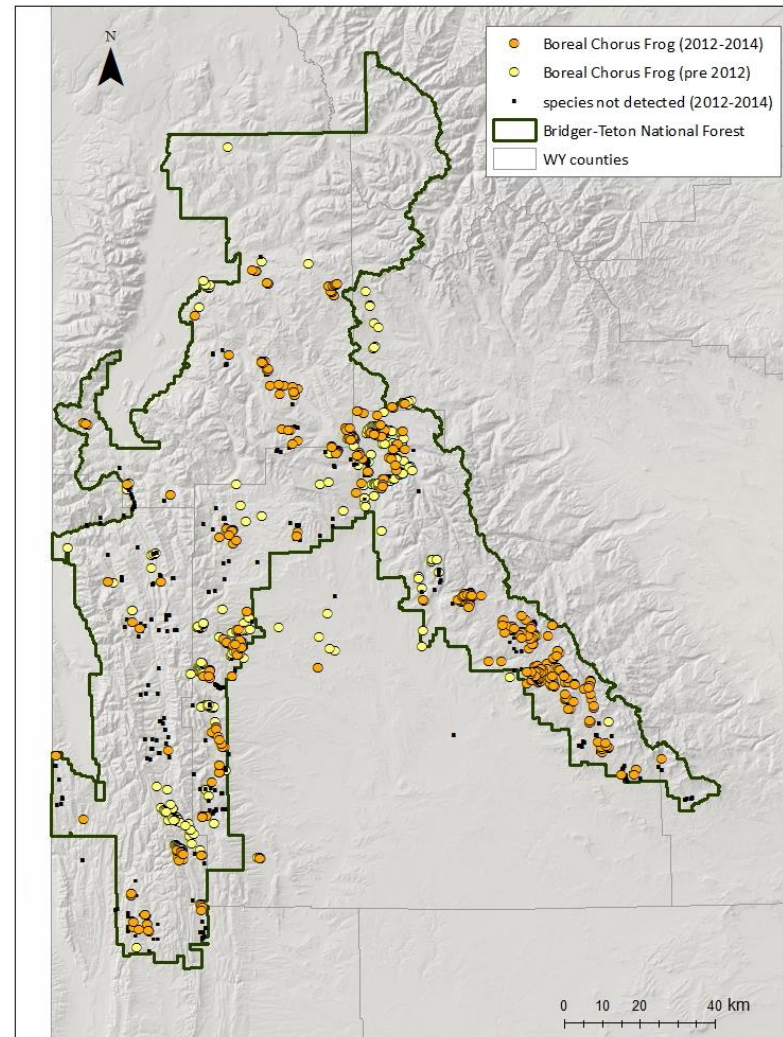 N
Boreal Chorus Frog (2012-2014)
Boreal Chorus Frog (pre 2012)
species not detected (2012-2014)
Bridger-Teton National Forest
WY counties
0 10 20 40 km